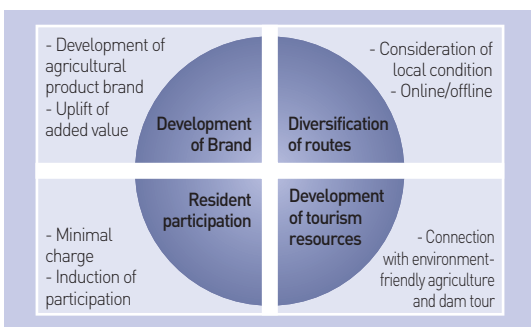 - Development of
agricultural
product brand
- Uplift of
added value
Development
of Brand
- Consideration of
local condition
- Online/offline
Diversification
of routes
Resident
participation
- Minimal
charge
- Induction of
participation
Development
of tourism
resources
- Connection
with environment-
friendly agriculture
and dam tour